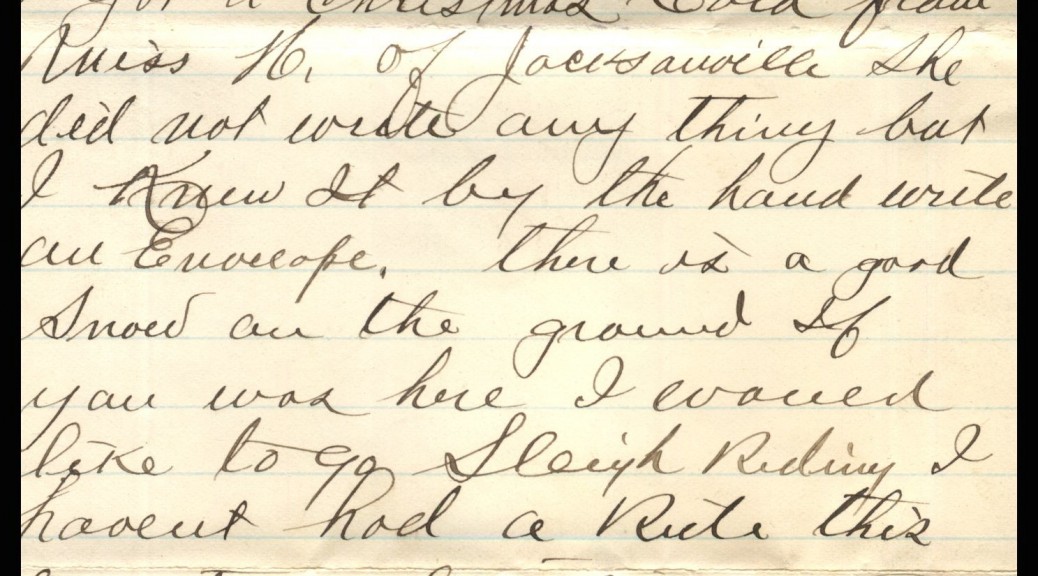 got a Christmas Card from
Miss H. of Jacksonville She
did not write any thing but
I Knew It by the hand write
on Envelope. there is a good
Snow on the ground If
you was here I would
like to go Sleigh Riding I
havent had a Ride this